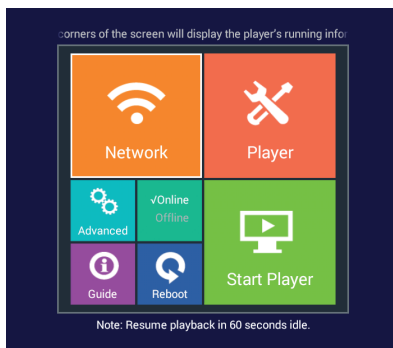 corners of the screen will display the player's running infor
Network
Player
Advanced
√Online
Offline
Guide
Reboot
Start Player
Note: Resume playback in 60 seconds idle.